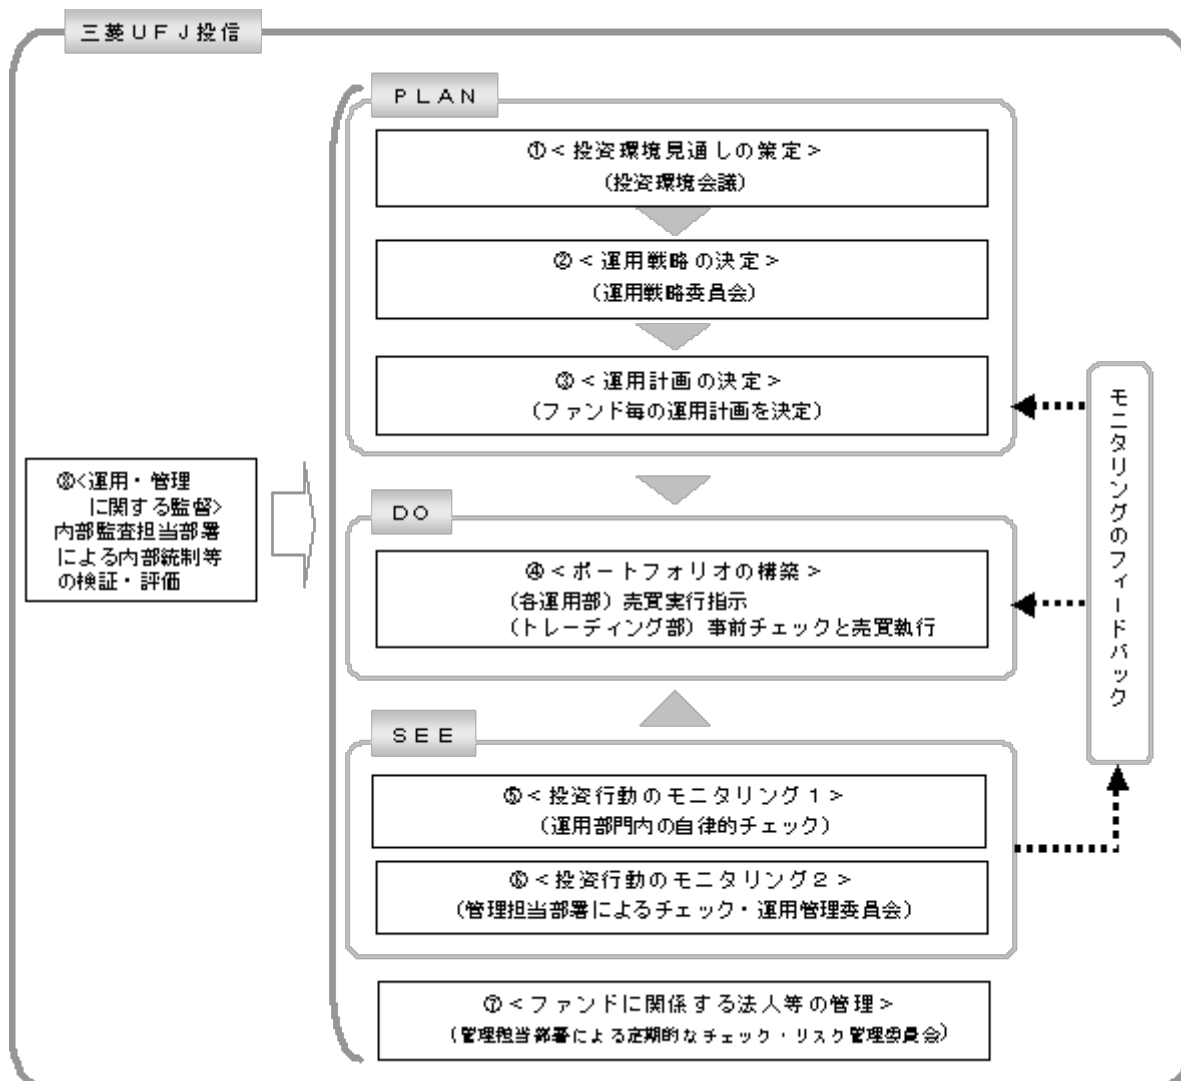 三菱ＵＦＪ投信
ＰＬＡＮ
①＜投資環境見通しの策定＞
（投資環境会議）
②＜運用戦略の決定＞
（運用戦略委員会）
③＜運用計画の決定＞
（ファンド毎の運用計画を決定）
⑧<運用・管理
に関する監督>
内部監査担当部署
による内部統制等
の検証・評価
ＤＯ
④＜ポートフォリオの構築＞
（各運用部）売買実行指示
（トレーディング部）事前チェックと売買執行
モニタリングのフィードバック
ＳＥＥ
⑤＜投資行動のモニタリング１＞
（運用部門内の自律的チェック）
⑥＜投資行動のモニタリング２＞
（管理担当部署によるチェック・運用管理委員会）
⑦＜ファンドに関係する法人等の管理＞
（管理担当部署による定期的なチェック・リスク管理委員会）